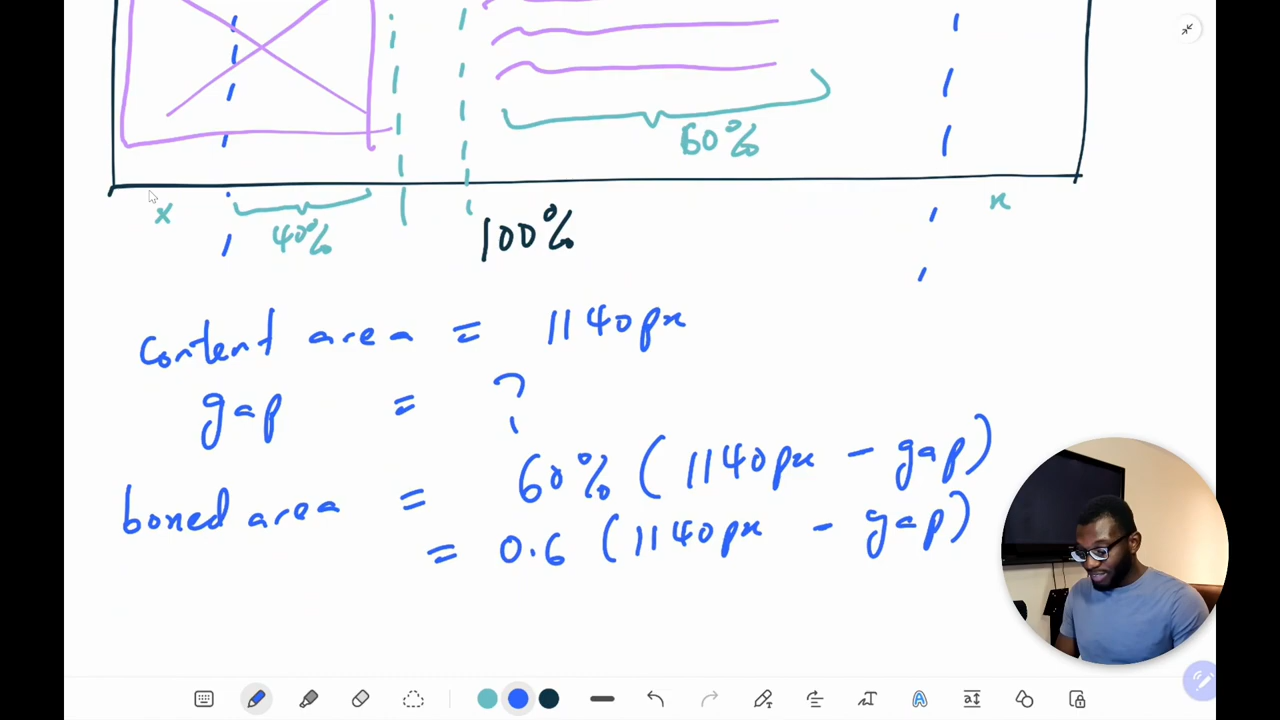 60%
x 40% x
100%
content area = 1140px
gap = ?
boxed area = 60% (1140px - gap)
= 0.6 (1140px - gap)